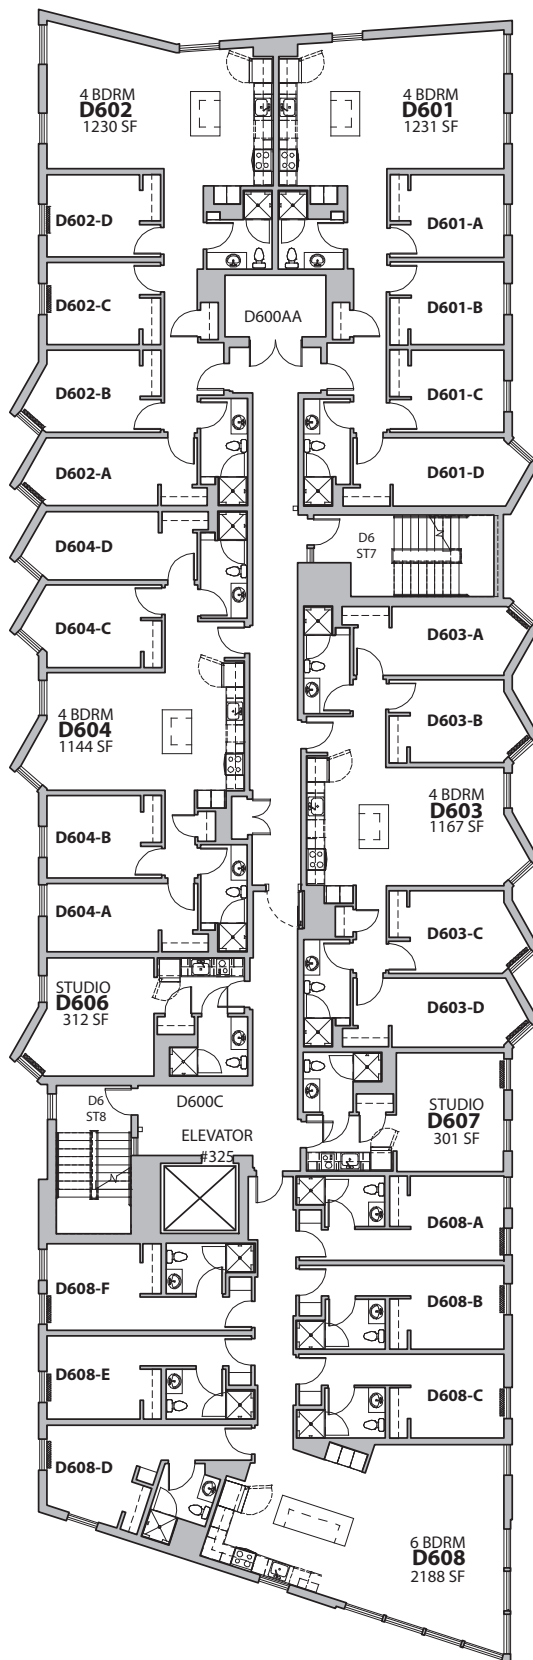 4 BDRM
D602
1230 SF
4 BDRM
D601
1231 SF
D602-D
D601-A
D602-C
D601-B
D600AA
D602-B
D601-C
D602-A
D601-D
D604-D
D6
ST7
D604-C
D603-A
D603-B
4 BDRM
D604
1144 SF
4 BDRM
D603
1167 SF
D604-B
D604-A
D603-C
D603-D
STUDIO
D606
312 SF
D6
ST8
D600C
STUDIO
D607
301 SF
ELEVATOR
#325
D608-A
D608-F
D608-B
D608-E
D608-C
D608-D
6 BDRM
D608
2188 SF